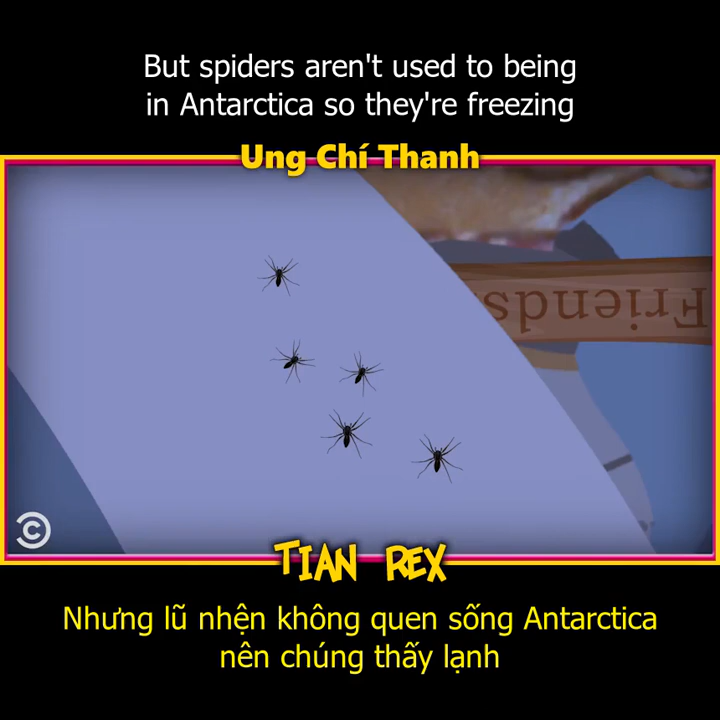 But spiders aren't used to being
in Antarctica so they're freezing
Ung Chí Thanh
Friends
TIAN REX
Nhưng lũ nhện không quen sống Antarctica
nên chúng thấy lạnh